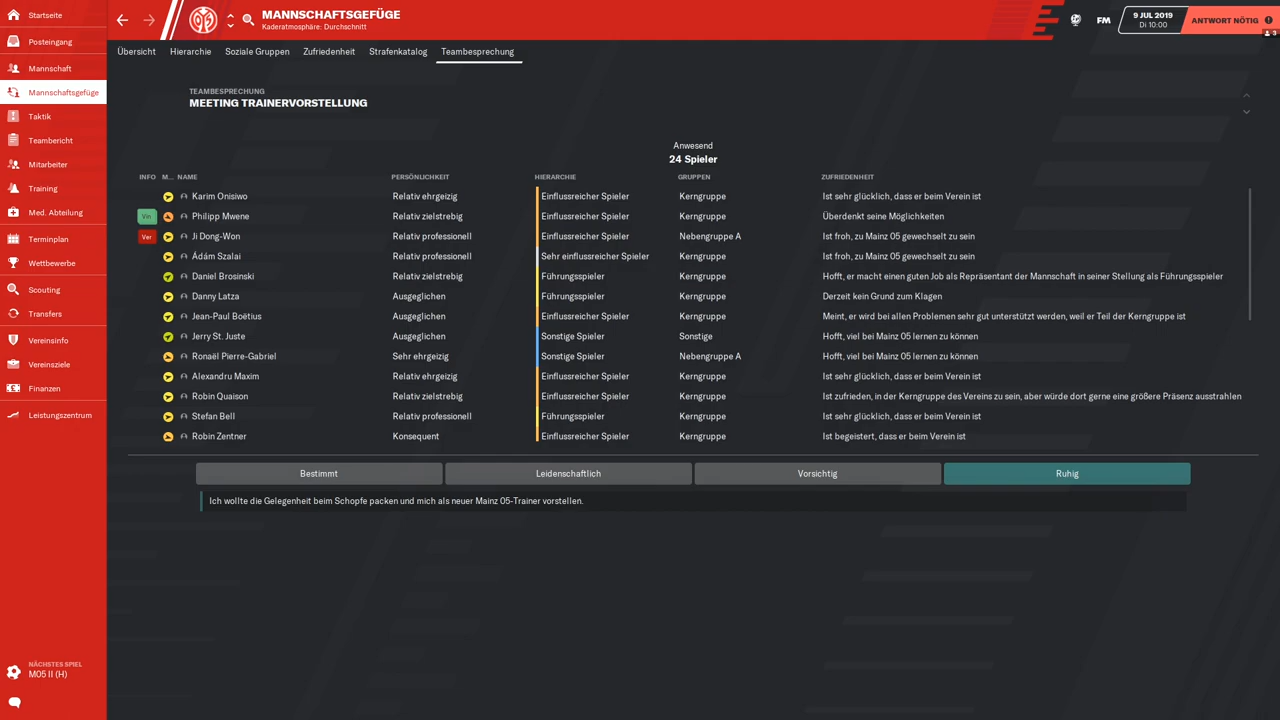 Startseite
MANNSCHAFTSGEFÜGE
Kaderatmosphäre: Durchschnitt
FM
9 JUL 2019
Di 10:00
ANTWORT NÖTIG
3
Posteingang
Mannschaft
Mannschaftsgefüge
Taktik
Teambericht
Mitarbeiter
Training
Med. Abteilung
Terminplan
Wettbewerbe
Scouting
Transfers
Vereinsinfo
Vereinsziele
Finanzen
Leistungszentrum
NÄCHSTES SPIEL
M05 II (H)
Übersicht Hierarchie Soziale Gruppen Zufriedenheit Strafenkatalog Teambesprechung
TEAMBESPRECHUNG
MEETING TRAINERVORSTELLUNG
Anwesend
24 Spieler
INFO M... NAME PERSÖNLICHKEIT HIERARCHIE GRUPPEN ZUFRIEDENHEIT
Karim Onisiwo Relativ ehrgeizig Einflussreicher Spieler Kerngruppe Ist sehr glücklich, dass er beim Verein ist
Vin Philipp Mwene Relativ zielstrebig Einflussreicher Spieler Kerngruppe Überdenkt seine Möglichkeiten
Ver Ji Dong-Won Relativ professionell Einflussreicher Spieler Nebengruppe A Ist froh, zu Mainz 05 gewechselt zu sein
Ádám Szalai Relativ professionell Sehr einflussreicher Spieler Kerngruppe Ist froh, zu Mainz 05 gewechselt zu sein
Daniel Brosinski Relativ zielstrebig Führungsspieler Kerngruppe Hofft, er macht einen guten Job als Repräsentant der Mannschaft in seiner Stellung als Führungsspieler
Danny Latza Ausgeglichen Führungsspieler Kerngruppe Derzeit kein Grund zum Klagen
Jean-Paul Boëtius Ausgeglichen Einflussreicher Spieler Kerngruppe Meint, er wird bei allen Problemen sehr gut unterstützt werden, weil er Teil der Kerngruppe ist
Jerry St. Juste Ausgeglichen Sonstige Spieler Sonstige Hofft, viel bei Mainz 05 lernen zu können
Ronaël Pierre-Gabriel Sehr ehrgeizig Sonstige Spieler Nebengruppe A Hofft, viel bei Mainz 05 lernen zu können
Alexandru Maxim Relativ ehrgeizig Einflussreicher Spieler Kerngruppe Ist sehr glücklich, dass er beim Verein ist
Robin Quaison Relativ zielstrebig Einflussreicher Spieler Kerngruppe Ist zufrieden, in der Kerngruppe des Vereins zu sein, aber würde dort gerne eine größere Präsenz ausstrahlen
Stefan Bell Relativ professionell Führungsspieler Kerngruppe Ist sehr glücklich, dass er beim Verein ist
Robin Zentner Konsequent Einflussreicher Spieler Kerngruppe Ist begeistert, dass er beim Verein ist
Bestimmt Leidenschaftlich Vorsichtig Ruhig
Ich wollte die Gelegenheit beim Schopfe packen und mich als neuer Mainz 05-Trainer vorstellen.